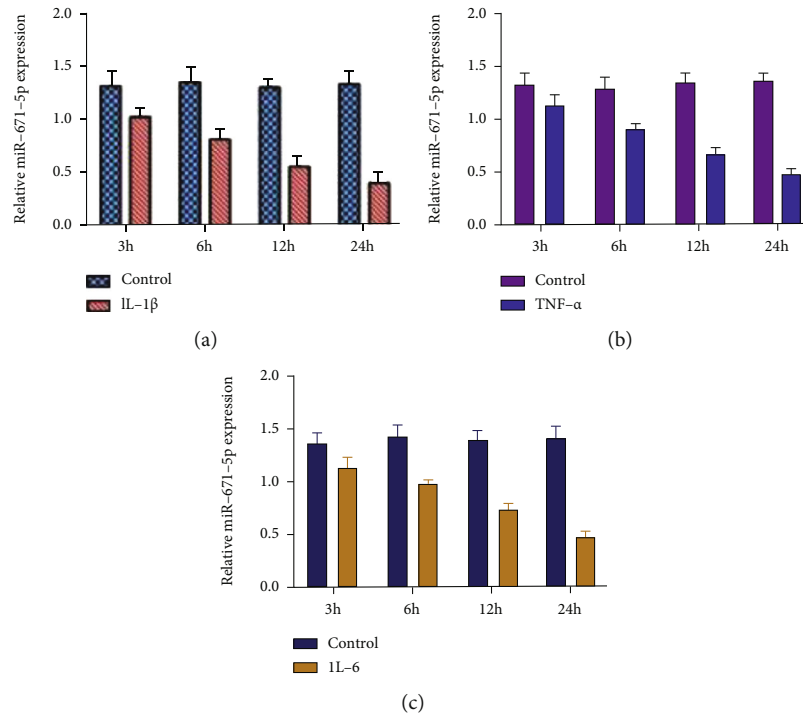 Relative miR–671–5p expression
2.0
1.5
1.0
0.5
0.0
3h 6h 12h 24h
Control
lL–1β
(a)
Relative miR–671–5p expression
2.0
1.5
1.0
0.5
0.0
3h 6h 12h 24h
Control
TNF–α
(b)
Relative miR–671–5p expression
2.0
1.5
1.0
0.5
0.0
3h 6h 12h 24h
Control
1L–6
(c)